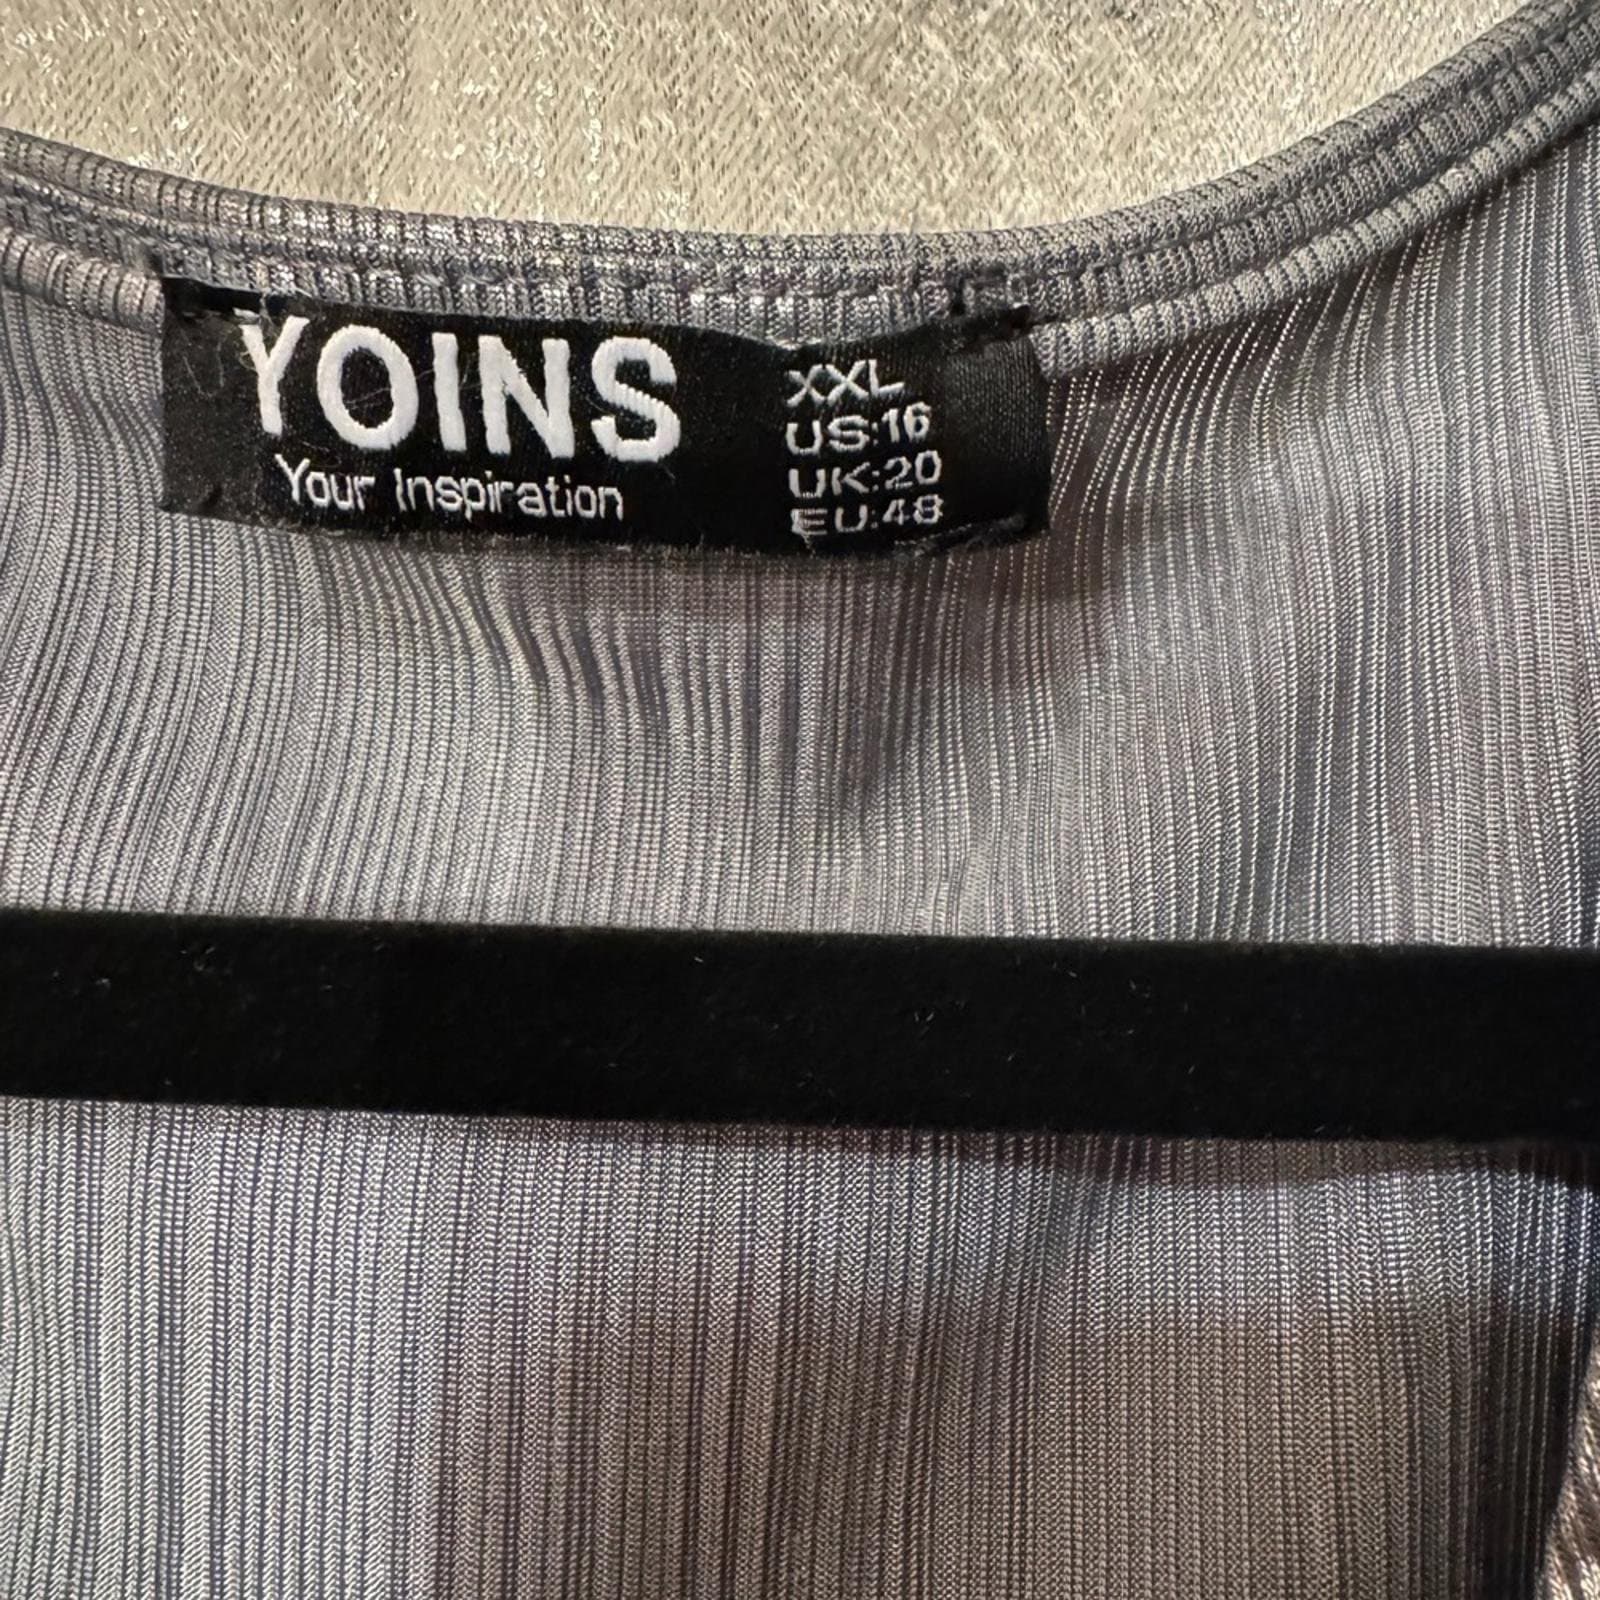 YOINS
Your Inspiration
XXL
US:16
UK:20
EU:48